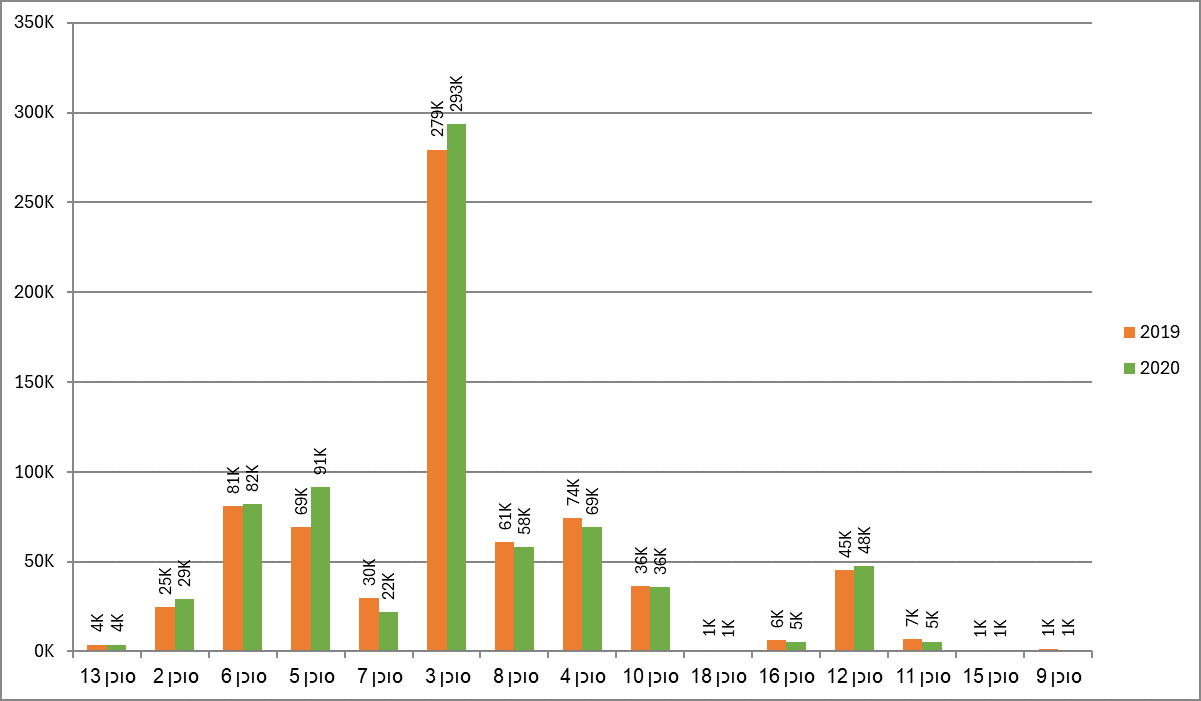 350K
300K
250K
200K
150K
100K
50K
0K
4K 4K
25K 29K
81K 82K
69K 91K
30K 22K
279K 293K
61K 58K
74K 69K
36K 36K
1K 1K
6K 5K
45K 48K
7K 5K
1K 1K
1K 1K
סוכן 13
סוכן 2
סוכן 6
סוכן 5
סוכן 7
סוכן 3
סוכן 8
סוכן 4
סוכן 10
סוכן 18
סוכן 16
סוכן 12
סוכן 11
סוכן 15
סוכן 9
2019
2020